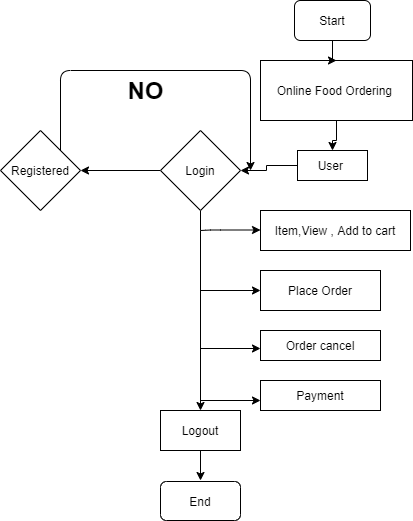 Start
NO
Online Food Ordering
User
Registered
Login
Item,View , Add to cart
Place Order
Order cancel
Payment
Logout
End